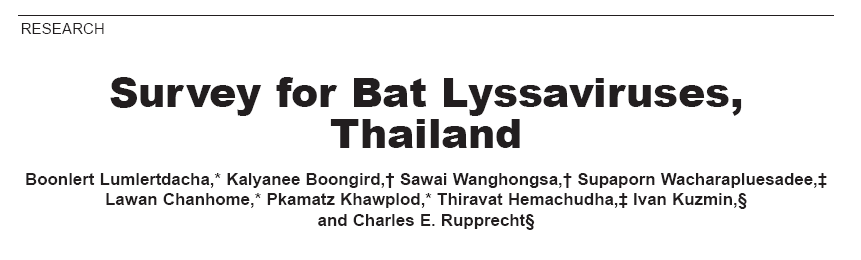 RESEARCH
Survey for Bat Lyssaviruses,
Thailand
Boonlert Lumlertdacha,* Kalyanee Boongird,† Sawai Wanghongsa,† Supaporn Wacharapluesadee,‡
Lawan Chanhome,* Pkamatz Khawplod,* Thiravat Hemachudha,‡ Ivan Kuzmin,§
and Charles E. Rupprecht§